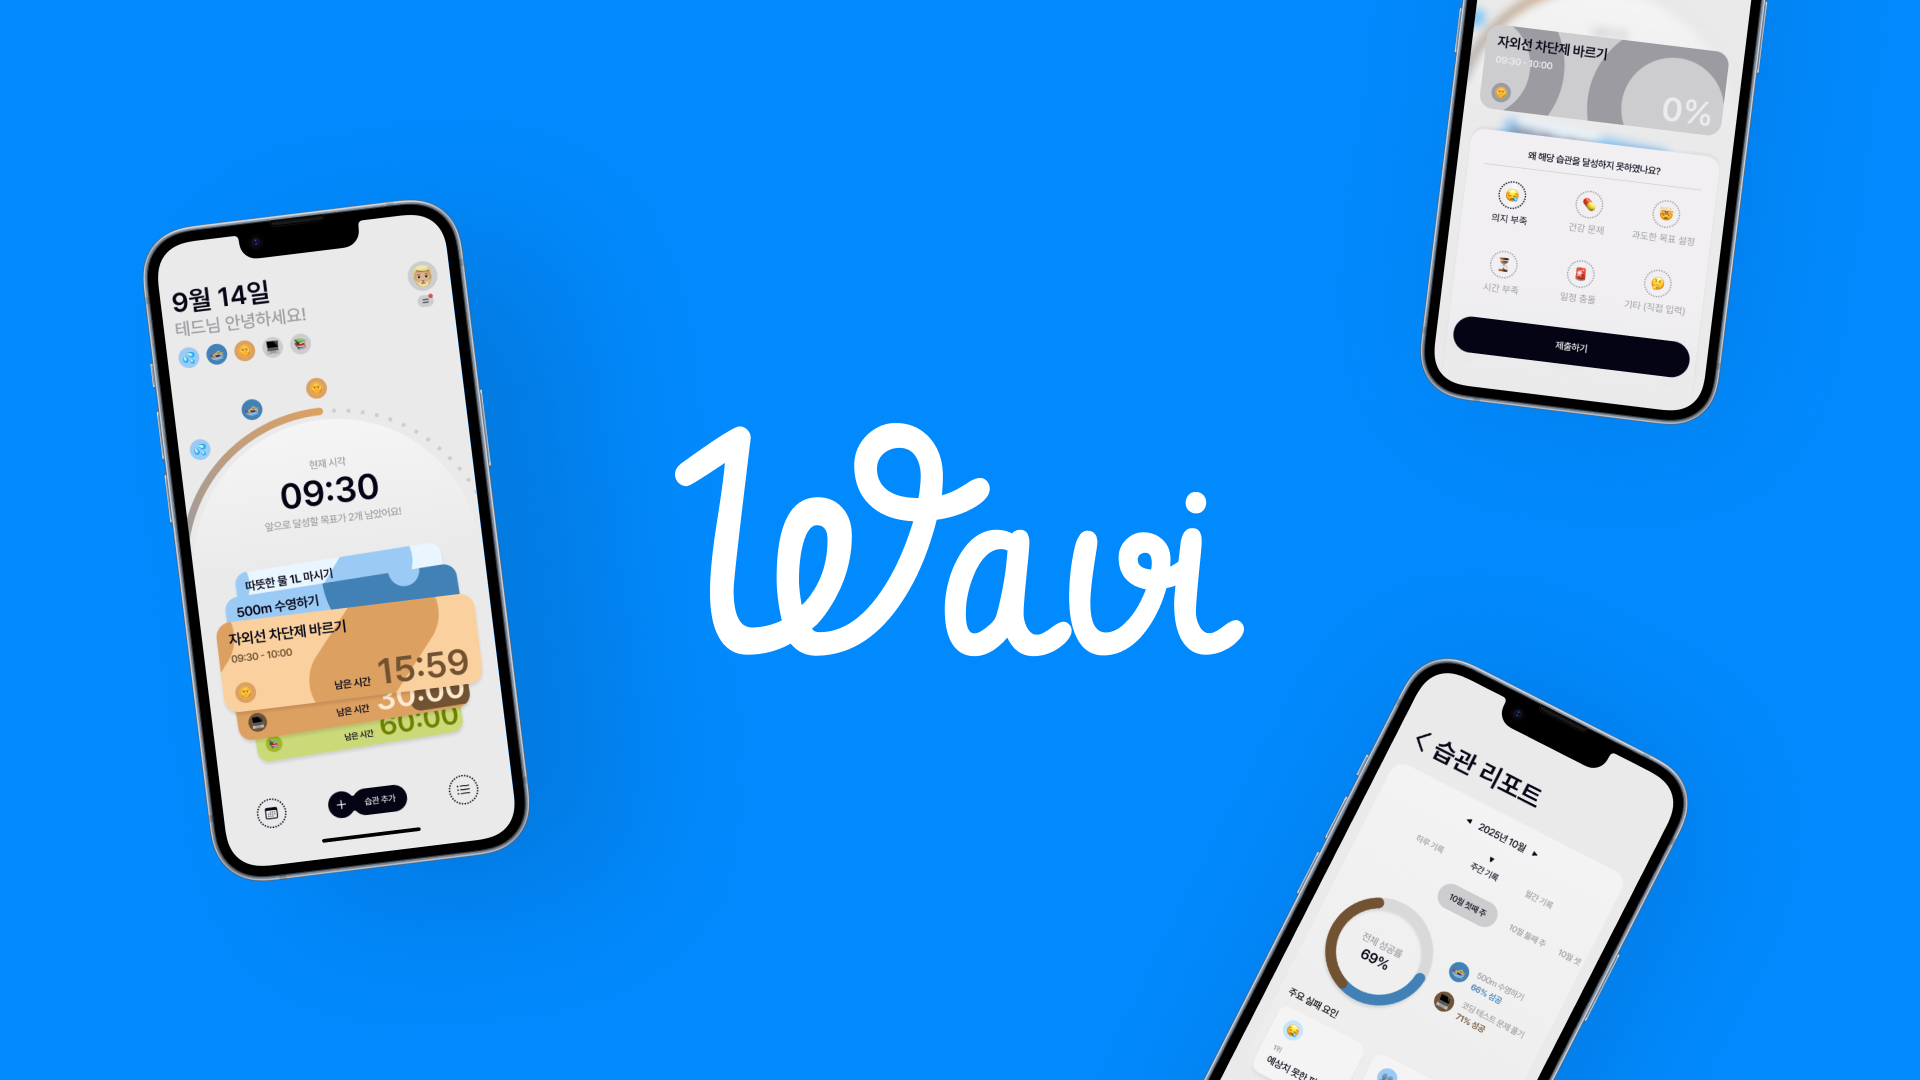 9월 14일
테드님 안녕하세요!
현재 시각
09:30
앞으로 달성할 목표가 2개 남았어요!
따뜻한 물 1L 마시기
500m 수영하기
자외선 차단제 바르기
09:30 - 10:00
남은 시간 15:59
남은 시간 30:00
남은 시간 60:00
+ 습관 추가
Wavi
자외선 차단제 바르기
09:30 - 10:00
0%
왜 해당 습관을 달성하지 못하였나요?
의지 부족 건강 문제 과도한 목표 설정
시간 부족 일정 충돌 기타 (직접 입력)
제출하기
습관 리포트
2025년 10월
하루 기록 주간 기록 월간 기록
10월 첫째 주 10월 둘째 주 10월 셋
전체 성공률
69%
500m 수영하기
66% 성공
코딩 테스트 문제 풀기
71% 성공
주요 실패 요인
1위
예상치 못한